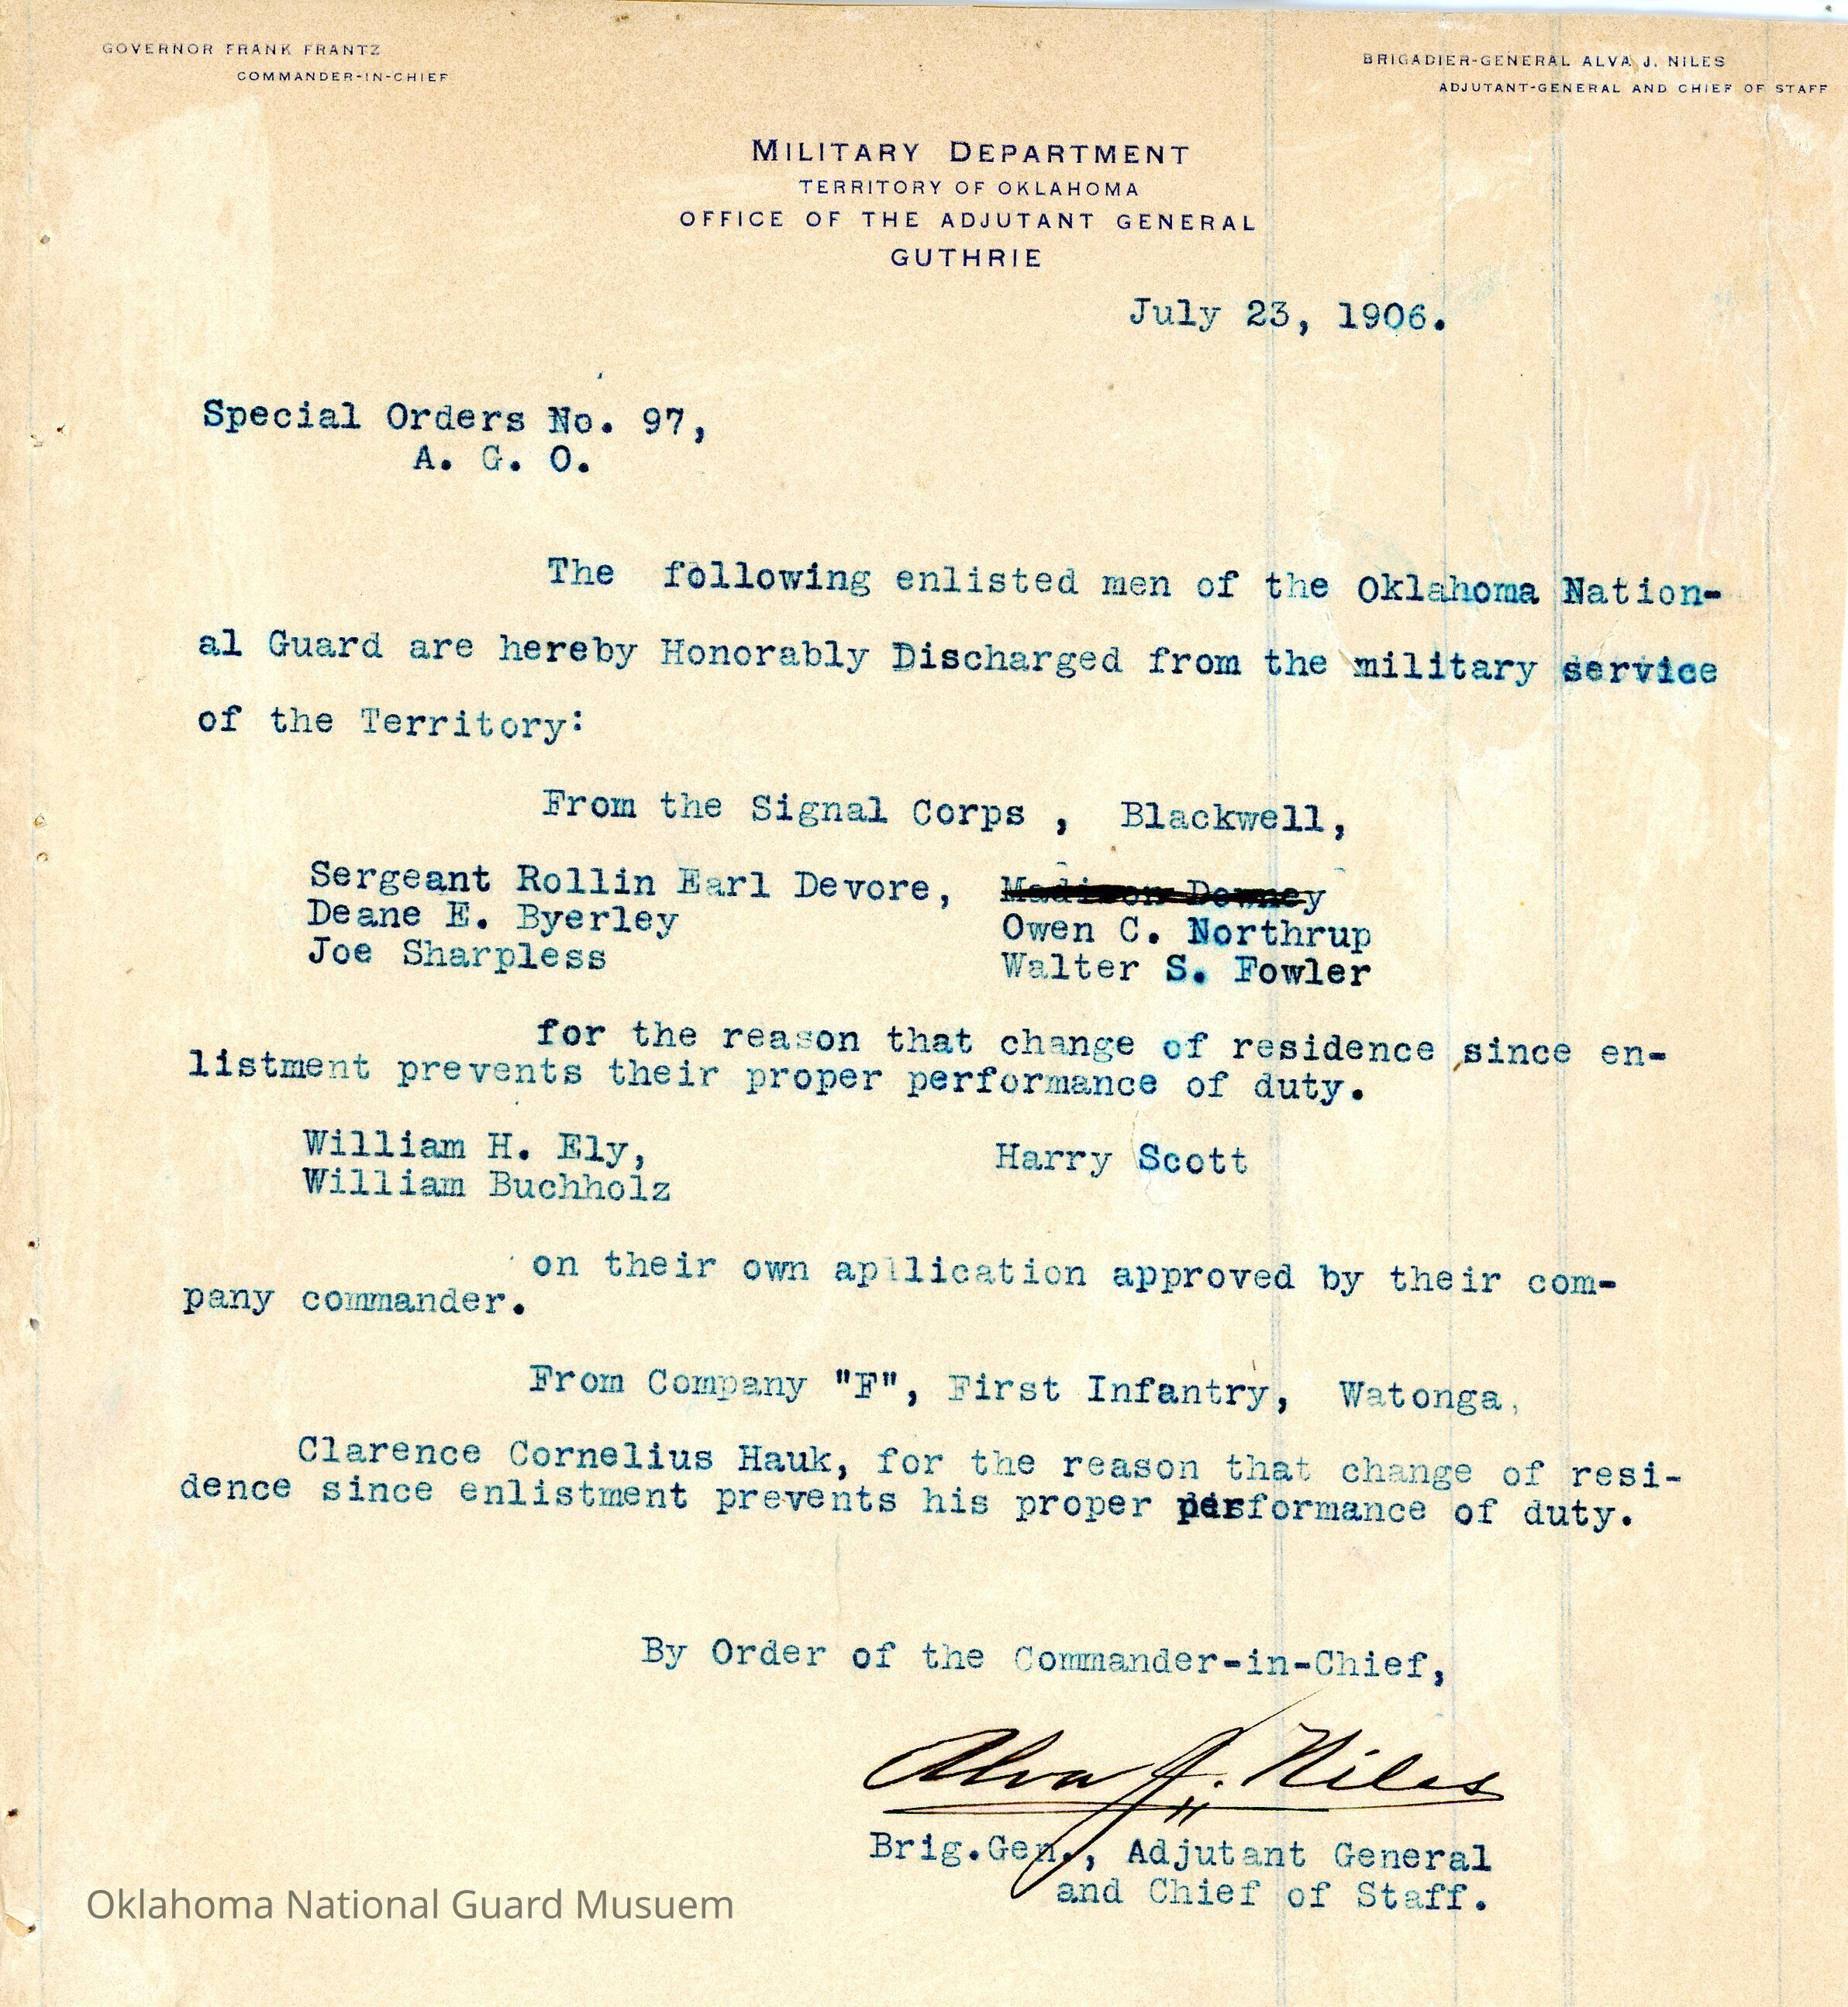 GOVERNOR FRANK FRANTZ
COMMANDER-IN-CHIEF
BRIGADIER-GENERAL ALVA J. NILES
ADJUTANT-GENERAL AND CHIEF OF STAFF
MILITARY DEPARTMENT
TERRITORY OF OKLAHOMA
OFFICE OF THE ADJUTANT GENERAL
GUTHRIE
July 23, 1906.
Special Orders No. 97,
A. G. O.
The following enlisted men of the Oklahoma Nation-
al Guard are hereby Honorably Discharged from the military service
of the Territory:
From the Signal Corps , Blackwell,
Sergeant Rollin Earl Devore, Madison Downey
Deane E. Byerley Owen C. Northrup
Joe Sharpless Walter S. Fowler
for the reason that change of residence since en-
listment prevents their proper performance of duty.
William H. Ely, Harry Scott
William Buchholz
on their own apllication approved by their com-
pany commander.
From Company "F", First Infantry, Watonga,
Clarence Cornelius Hauk, for the reason that change of resi-
dence since enlistment prevents his proper performance of duty.
By Order of the Commander-in-Chief,
Alva J. Niles
Brig.Gen., Adjutant General
and Chief of Staff.
Oklahoma National Guard Musuem